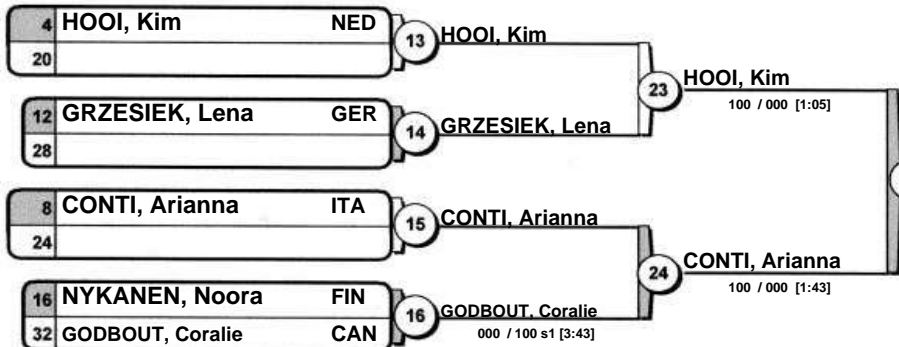 4 HOOI, Kim NED
20
13 HOOI, Kim
12 GRZESIEK, Lena GER
28
14 GRZESIEK, Lena
23 HOOI, Kim
100 / 000 [1:05]
8 CONTI, Arianna ITA
24
15 CONTI, Arianna
16 NYKANEN, Noora FIN
32 GODBOUT, Coralie CAN
16 GODBOUT, Coralie
000 / 100 s1 [3:43]
24 CONTI, Arianna
100 / 000 [1:43]